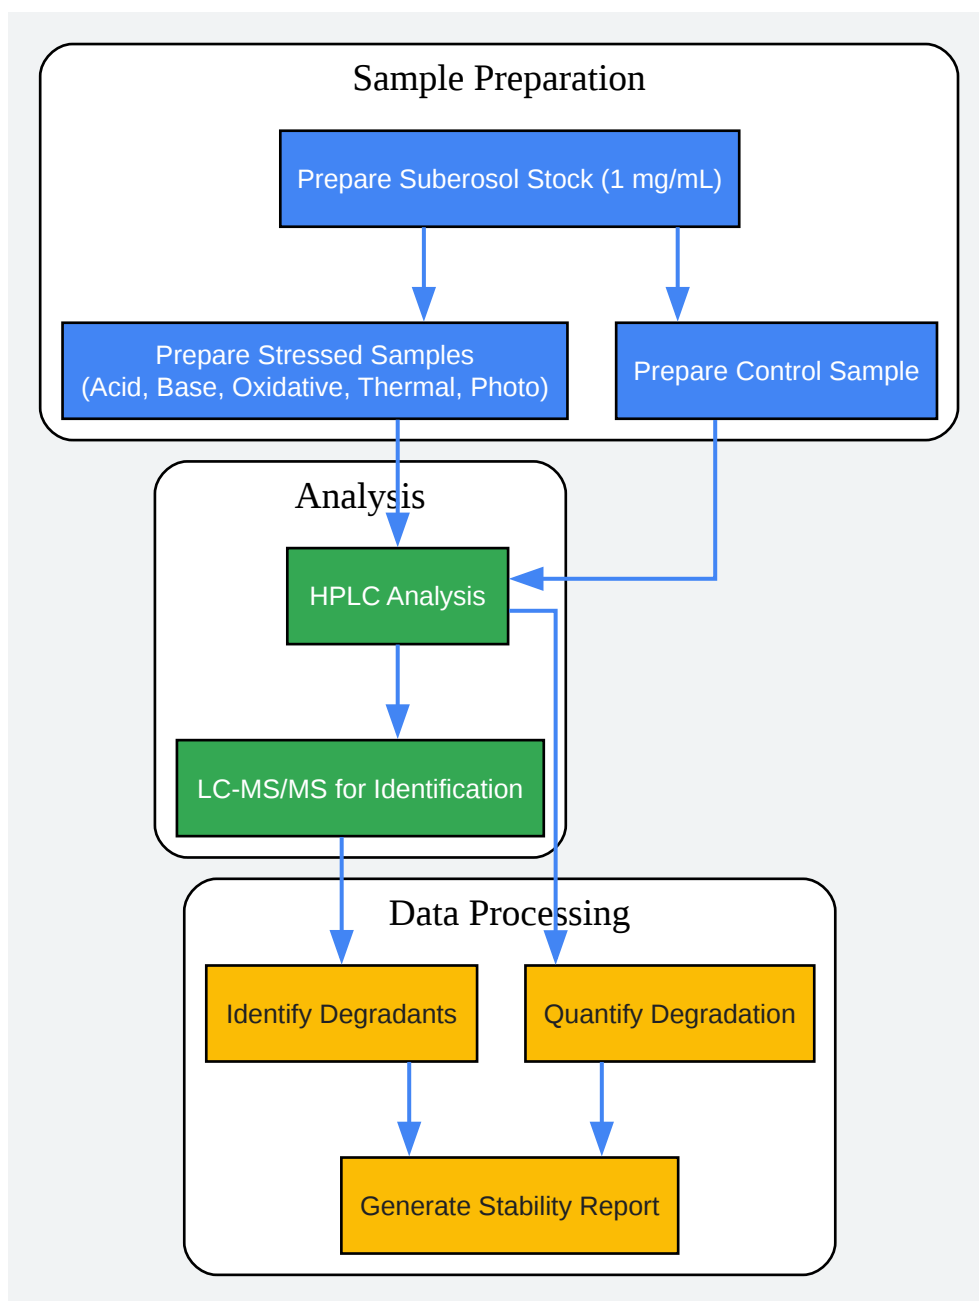 Sample Preparation
Prepare Suberosol Stock (1 mg/mL)
Prepare Stressed Samples
(Acid, Base, Oxidative, Thermal, Photo)
Prepare Control Sample
Analysis
HPLC Analysis
LC-MS/MS for Identification
Data Processing
Identify Degradants
Quantify Degradation
Generate Stability Report